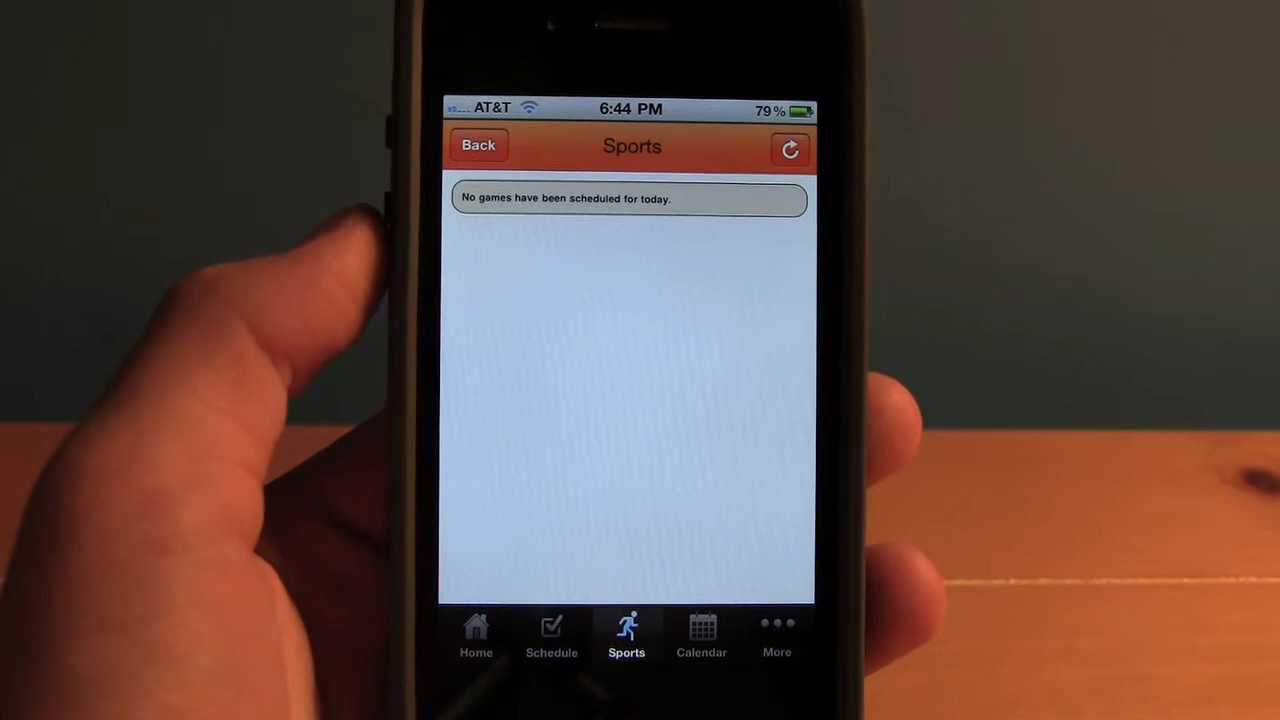 AT&T 6:44 PM 79%
Back Sports
No games have been scheduled for today.
Home Schedule Sports Calendar More